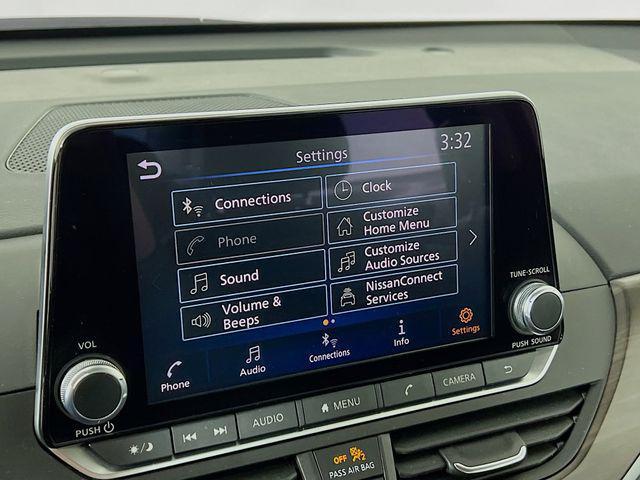 Settings
3:32
Connections
Clock
Phone
Customize
Home Menu
Sound
Customize
Audio Sources
Volume &
Beeps
NissanConnect
Services
Phone
Audio
Connections
Info
Settings
TUNE·SCROLL
PUSH SOUND
VOL
PUSH
AUDIO
MENU
CAMERA
OFF
2
PASS AIR BAG